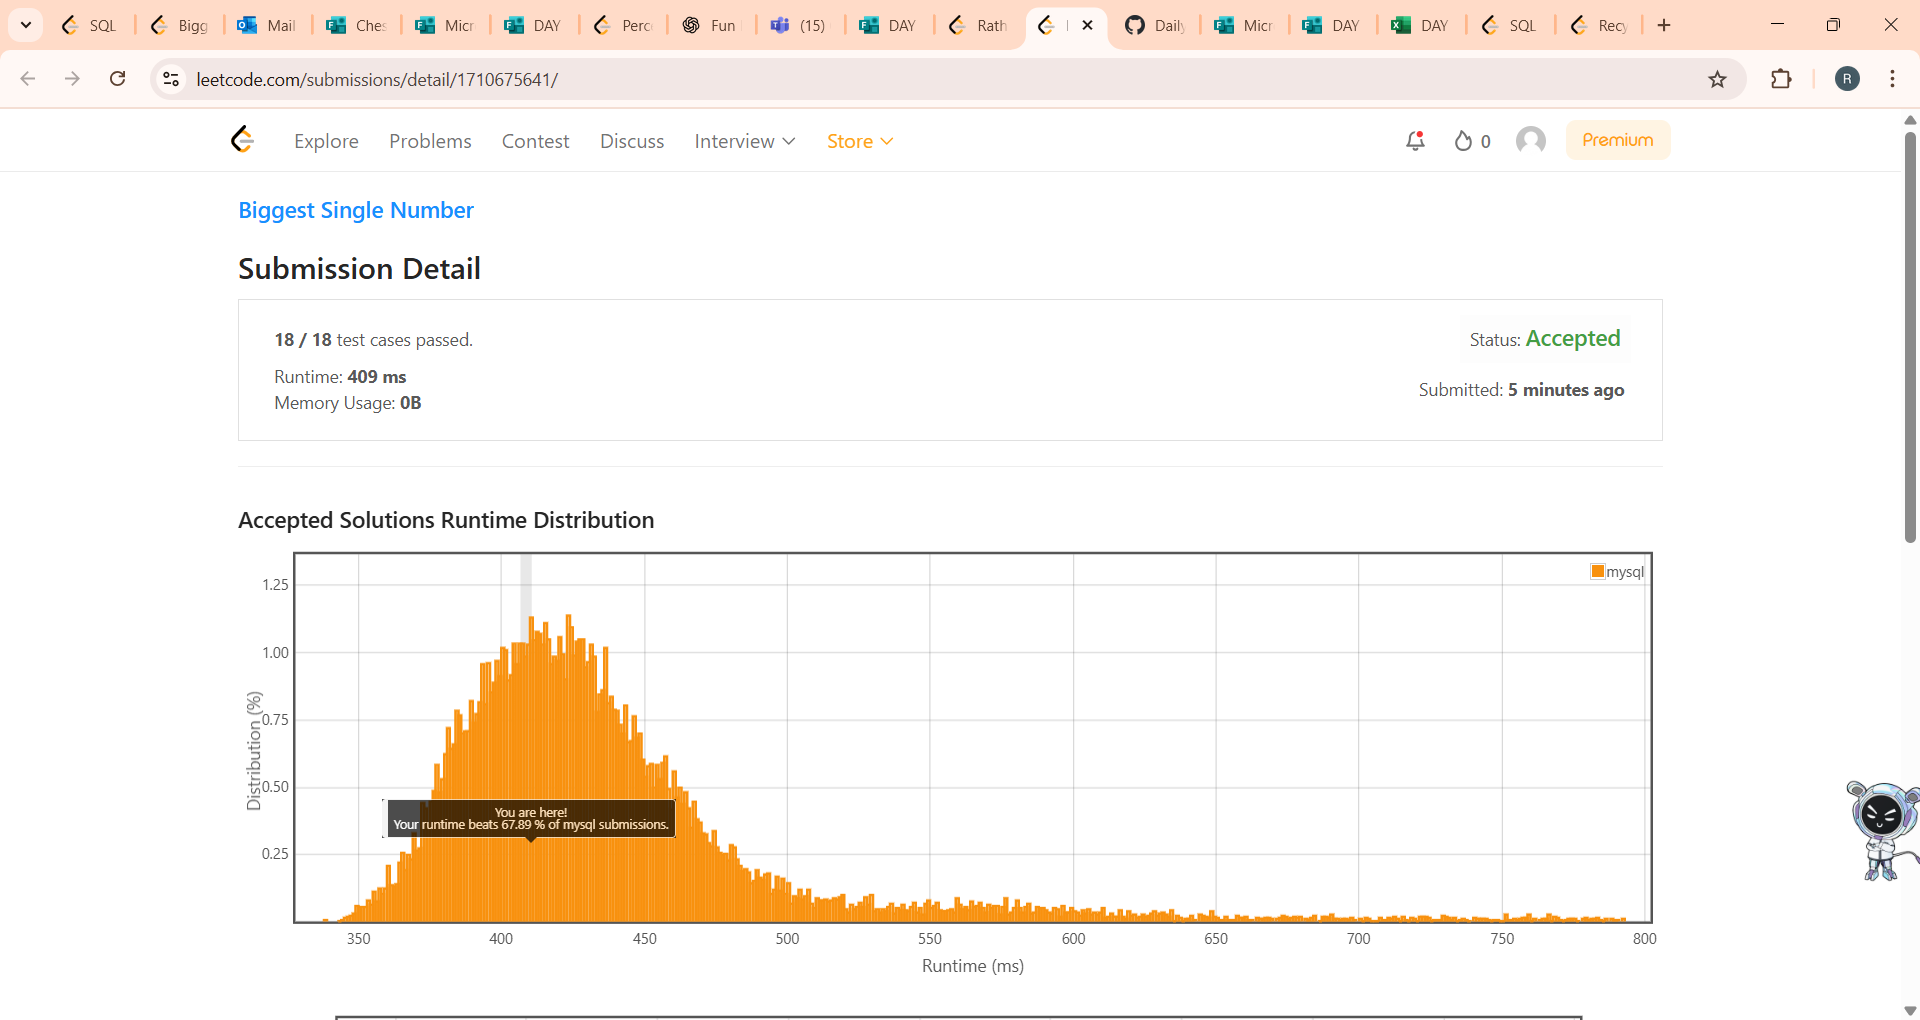 SQL
Bigg
Mail
Ches
Micr
DAY
Perc
Fun
(15)
DAY
Rath
Daily
Micr
DAY
DAY
SQL
Recy
leetcode.com/submissions/detail/1710675641/
R
Explore
Problems
Contest
Discuss
Interview
Store
0
Premium
Biggest Single Number
Submission Detail
18 / 18 test cases passed.
Status: Accepted
Runtime: 409 ms
Submitted: 5 minutes ago
Memory Usage: 0B
Accepted Solutions Runtime Distribution
mysql
1.25
1.00
0.75
0.50
0.25
Distribution (%)
You are here!
Your runtime beats 67.89 % of mysql submissions.
350
400
450
500
550
600
650
700
750
800
Runtime (ms)